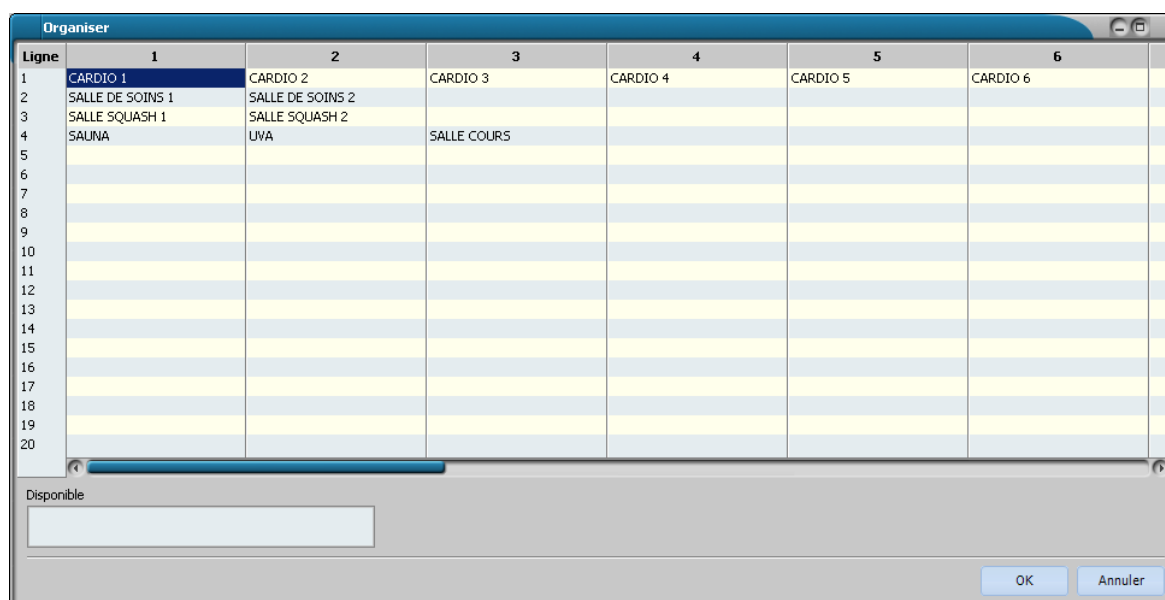 Organiser
Ligne 1 2 3 4 5 6
1 CARDIO 1 CARDIO 2 CARDIO 3 CARDIO 4 CARDIO 5 CARDIO 6
2 SALLE DE SOINS 1 SALLE DE SOINS 2
3 SALLE SQUASH 1 SALLE SQUASH 2
4 SAUNA UVA SALLE COURS
5
6
7
8
9
10
11
12
13
14
15
16
17
18
19
20
Disponible
OK Annuler